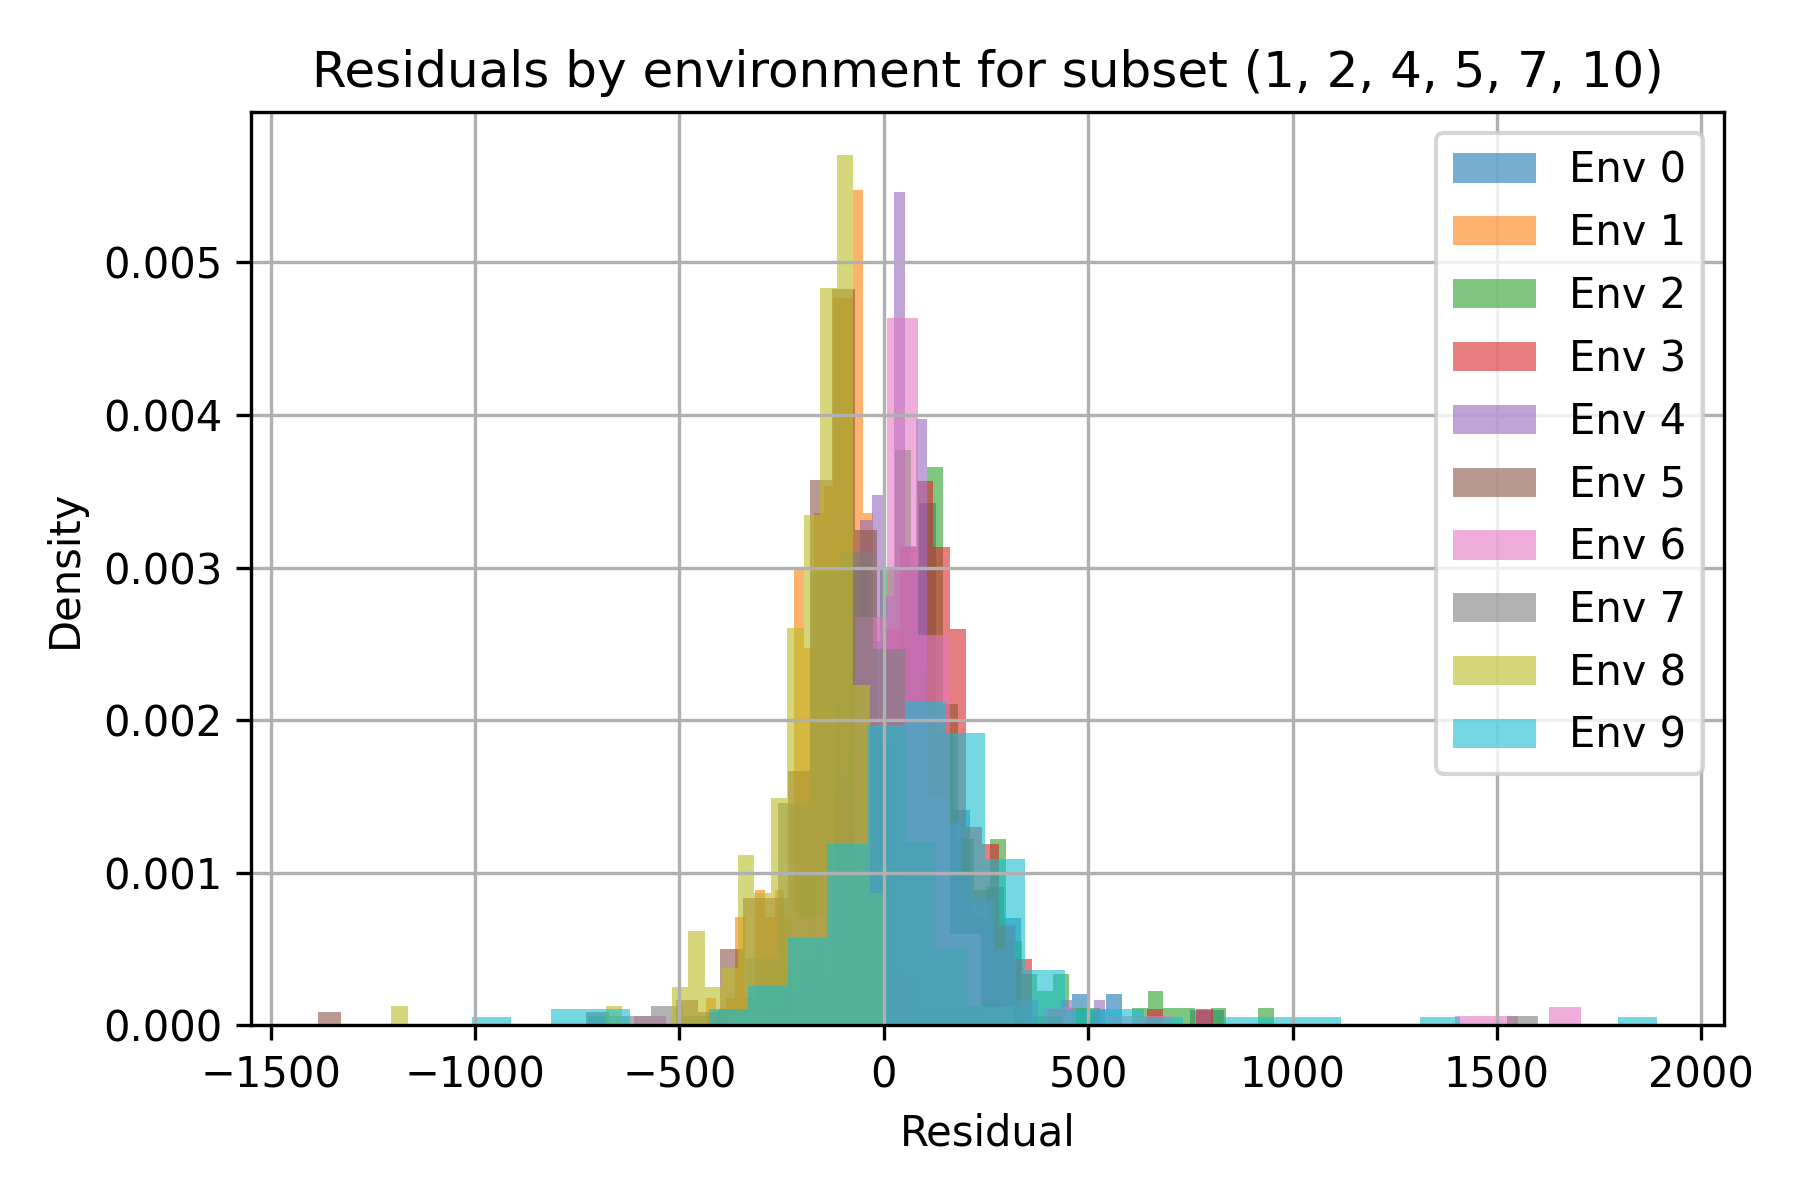 Residuals by environment for subset (1, 2, 4, 5, 7, 10)
Density
0.005
0.004
0.003
0.002
0.001
0.000
−1500 −1000 −500 0 500 1000 1500 2000
Residual
Env 0
Env 1
Env 2
Env 3
Env 4
Env 5
Env 6
Env 7
Env 8
Env 9